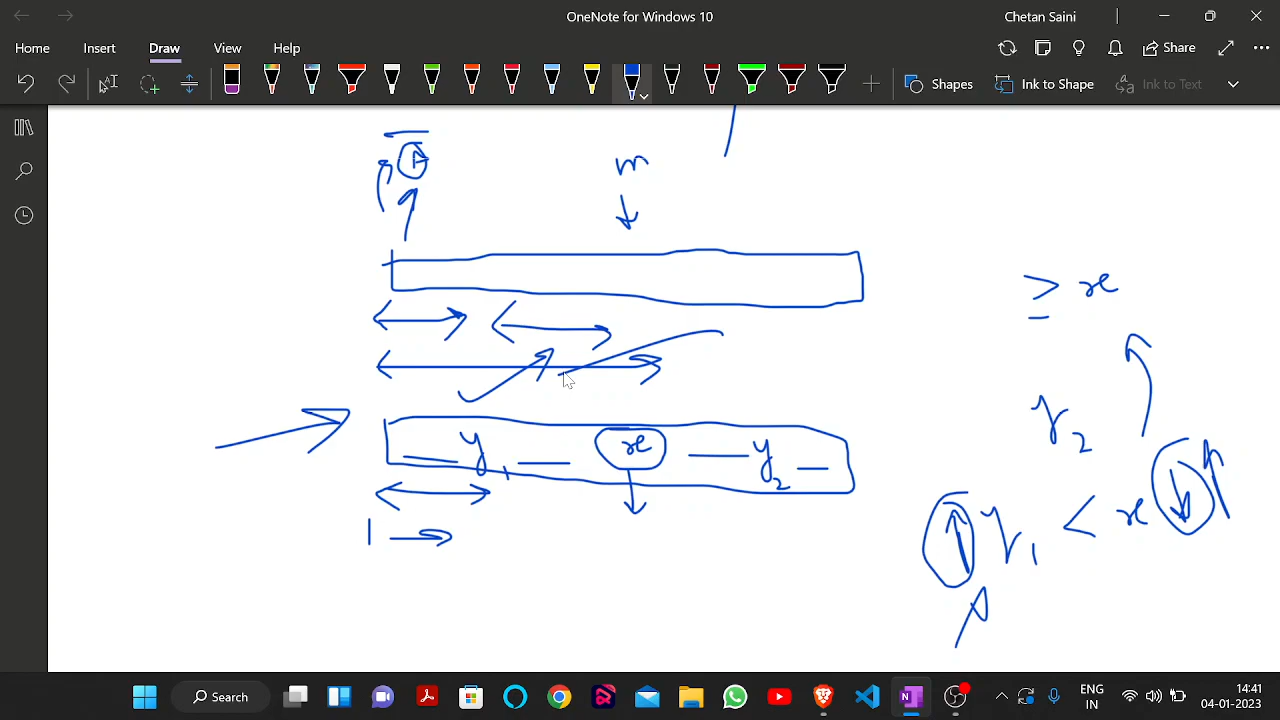 OneNote for Windows 10
Chetan Saini
Home Insert Draw View Help
Share
Shapes
Ink to Shape
Ink to Text
m
≥ x
y1 x y2
y2
y1 < x
Search
ENG
IN
14:41
04-01-2023